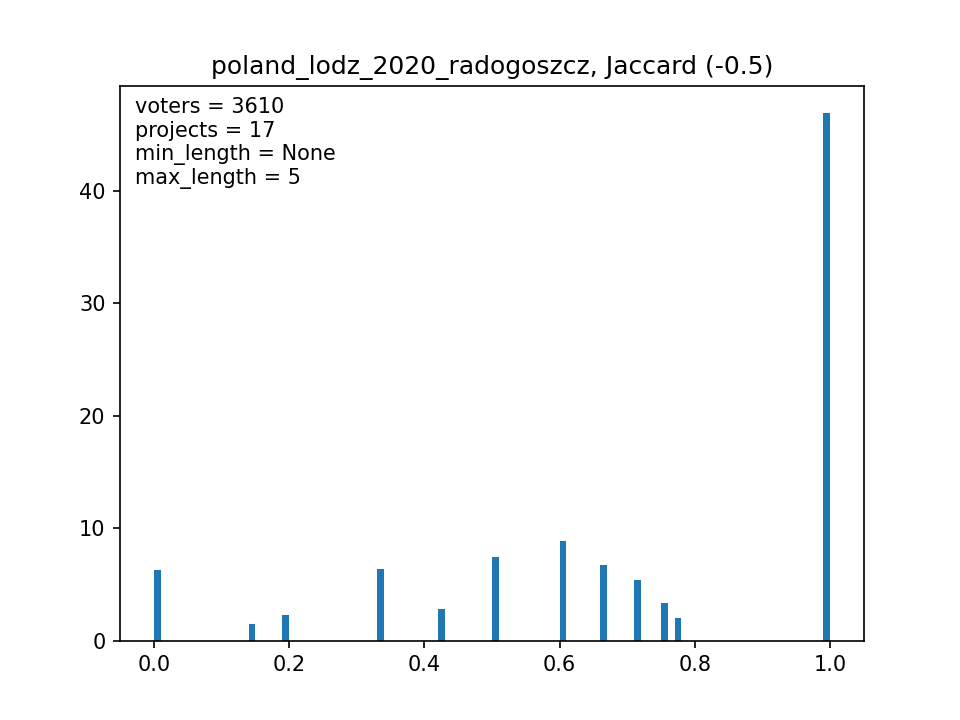 poland_lodz_2020_radogoszcz, Jaccard (-0.5)
voters = 3610
projects = 17
min_length = None
max_length = 5
40
30
20
10
0
0.0 0.2 0.4 0.6 0.8 1.0